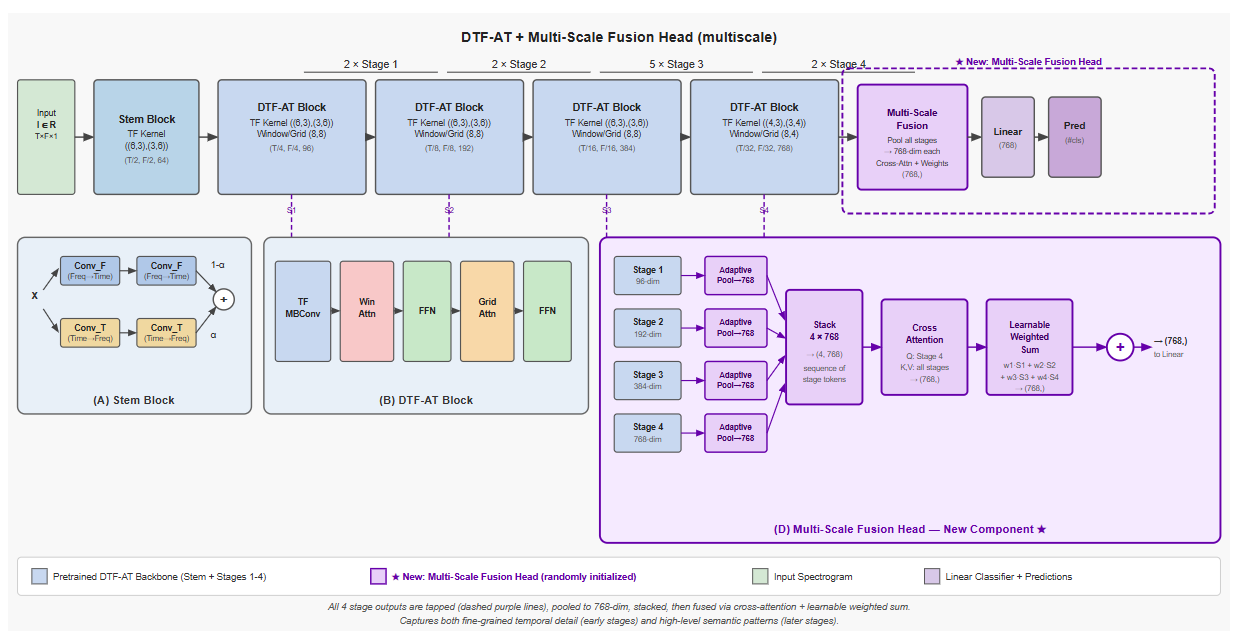 DTF-AT + Multi-Scale Fusion Head (multiscale)
2 × Stage 1
2 × Stage 2
5 × Stage 3
2 × Stage 4
★ New: Multi-Scale Fusion Head
Input
I ∈ R
T×F×1
Stem Block
TF Kernel
((6,3),(3,6))
(T/2, F/2, 64)
DTF-AT Block
TF Kernel ((6,3),(3,6))
Window/Grid (8,8)
(T/4, F/4, 96)
DTF-AT Block
TF Kernel ((6,3),(3,6))
Window/Grid (8,8)
(T/8, F/8, 192)
DTF-AT Block
TF Kernel ((6,3),(3,6))
Window/Grid (8,8)
(T/16, F/16, 384)
DTF-AT Block
TF Kernel ((4,3),(3,4))
Window/Grid (8,4)
(T/32, F/32, 768)
Multi-Scale
Fusion
Pool all stages
→ 768-dim each
Cross-Attn + Weights
(768,)
Linear
(768)
Pred
(#cls)
S1
S2
S3
S4
X
Conv_F
(Freq→Time)
Conv_F
(Freq→Time)
1-α
Conv_T
(Time→Freq)
Conv_T
(Time→Freq)
α
+
(A) Stem Block
TF
MBConv
Win
Attn
FFN
Grid
Attn
FFN
(B) DTF-AT Block
Stage 1
96-dim
Adaptive
Pool→768
Stage 2
192-dim
Adaptive
Pool→768
Stage 3
384-dim
Adaptive
Pool→768
Stage 4
768-dim
Adaptive
Pool→768
Stack
4 × 768
→ (4, 768)
sequence of
stage tokens
Cross
Attention
Q: Stage 4
K,V: all stages
→ (768,)
Learnable
Weighted
Sum
w1·S1 + w2·S2
+ w3·S3 + w4·S4
→ (768,)
+
→ (768,)
to Linear
(D) Multi-Scale Fusion Head — New Component ★
Pretrained DTF-AT Backbone (Stem + Stages 1-4)
★ New: Multi-Scale Fusion Head (randomly initialized)
Input Spectrogram
Linear Classifier + Predictions
All 4 stage outputs are tapped (dashed purple lines), pooled to 768-dim, stacked, then fused via cross-attention + learnable weighted sum.
Captures both fine-grained temporal detail (early stages) and high-level semantic patterns (later stages).